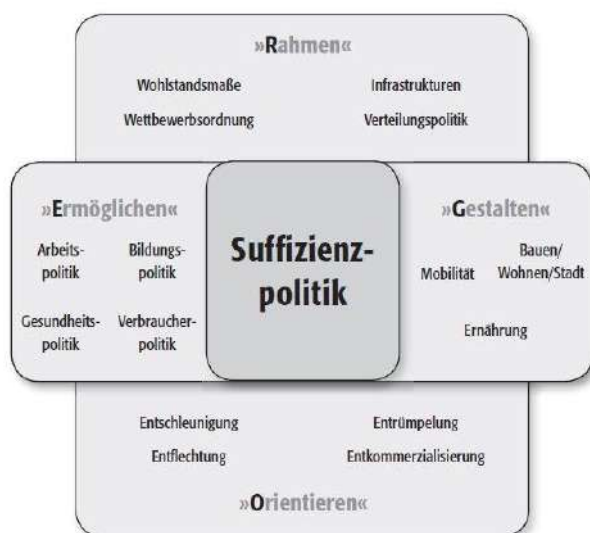 »Rahmen«
Wohlstandsmaße Infrastrukturen
Wettbewerbsordnung Verteilungspolitik
»Ermöglichen«
Arbeits- Bildungs-
politik politik
Gesundheits- Verbraucher-
politik politik
Suffizienz-
politik
»Gestalten«
Bauen/
Mobilität Wohnen/Stadt
Ernährung
Entschleunigung Entrümpelung
Entflechtung Entkommerzialisierung
»Orientieren«